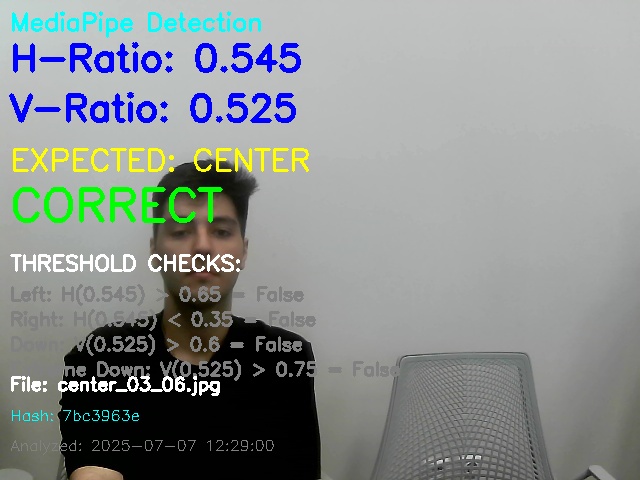 MediaPipe Detection
H-Ratio: 0.545
V-Ratio: 0.525
EXPECTED: CENTER
CORRECT
THRESHOLD CHECKS:
Left: H(0.545) > 0.65 = False
Right: H(0.545) < 0.35 = False
Down: V(0.525) > 0.6 = False
ne Down: V(0.525) > 0.75 = False
File: center_03_06.jpg
Hash: 7bc3963e
Analyzed: 2025-07-07 12:29:00